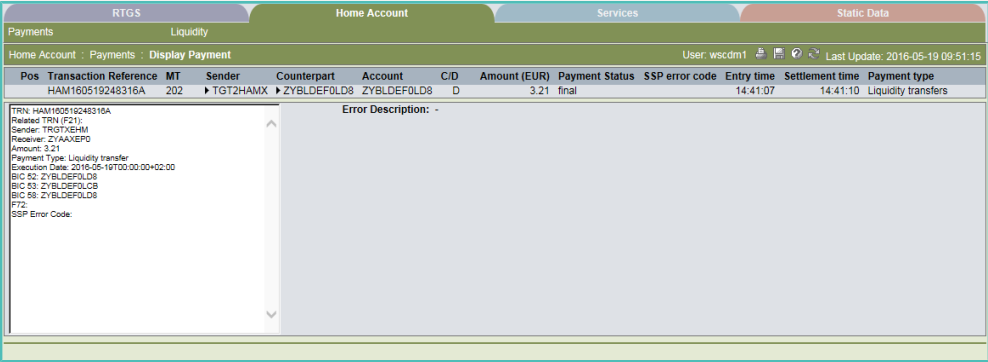 RTGS Home Account Services Static Data
Payments Liquidity
Home Account : Payments : Display Payment User: wscdm1 Last Update: 2016-05-19 09:51:15
Pos Transaction Reference MT Sender Counterpart Account C/D Amount (EUR) Payment Status SSP error code Entry time Settlement time Payment type
HAM160519248316A 202 TGT2HAMX ZYBLDEF0LD8 ZYBLDEF0LD8 D 3.21 final 14:41:07 14:41:10 Liquidity transfers
Error Description: -
TRN: HAM160519248316A
Related TRN (F21):
Sender: TRGTXEHM
Receiver: ZYAAXEP0
Amount: 3.21
Payment Type: Liquidity transfer
Execution Date: 2016-05-19T00:00:00+02:00
BIC 52: ZYBLDEF0LD8
BIC 53: ZYBLDEF0LCB
BIC 58: ZYBLDEF0LD8
F72:
SSP Error Code: